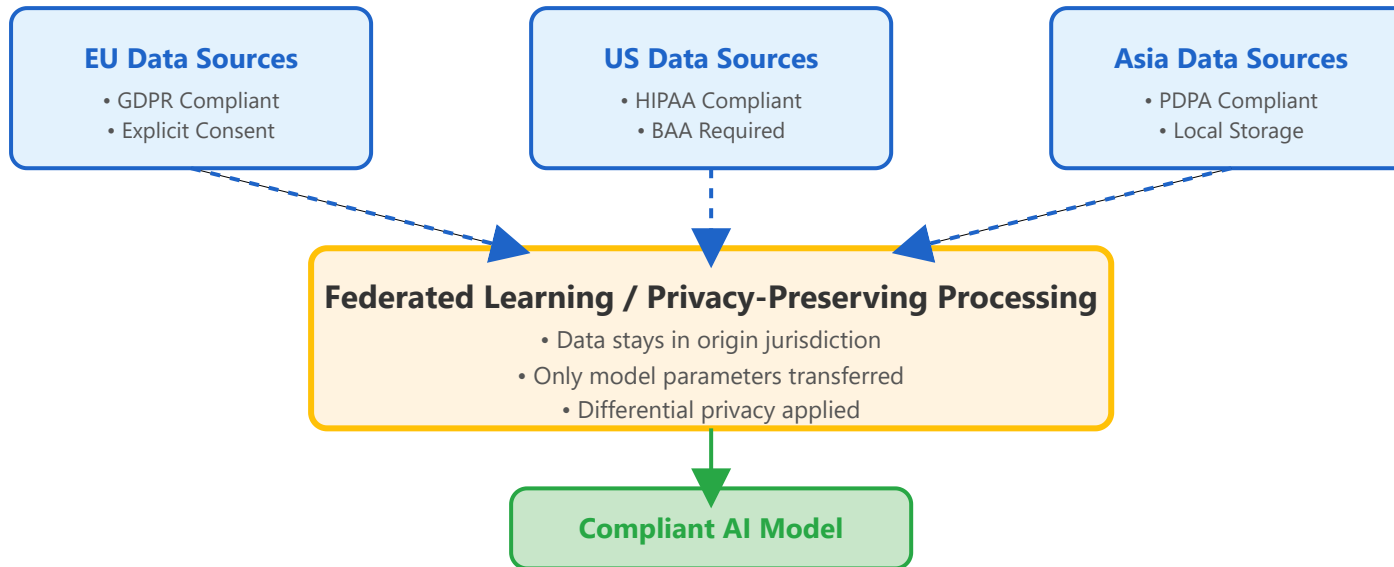 EU Data Sources
• GDPR Compliant
• Explicit Consent
US Data Sources
• HIPAA Compliant
• BAA Required
Asia Data Sources
• PDPA Compliant
• Local Storage
Federated Learning / Privacy-Preserving Processing
• Data stays in origin jurisdiction
• Only model parameters transferred
• Differential privacy applied
Compliant AI Model